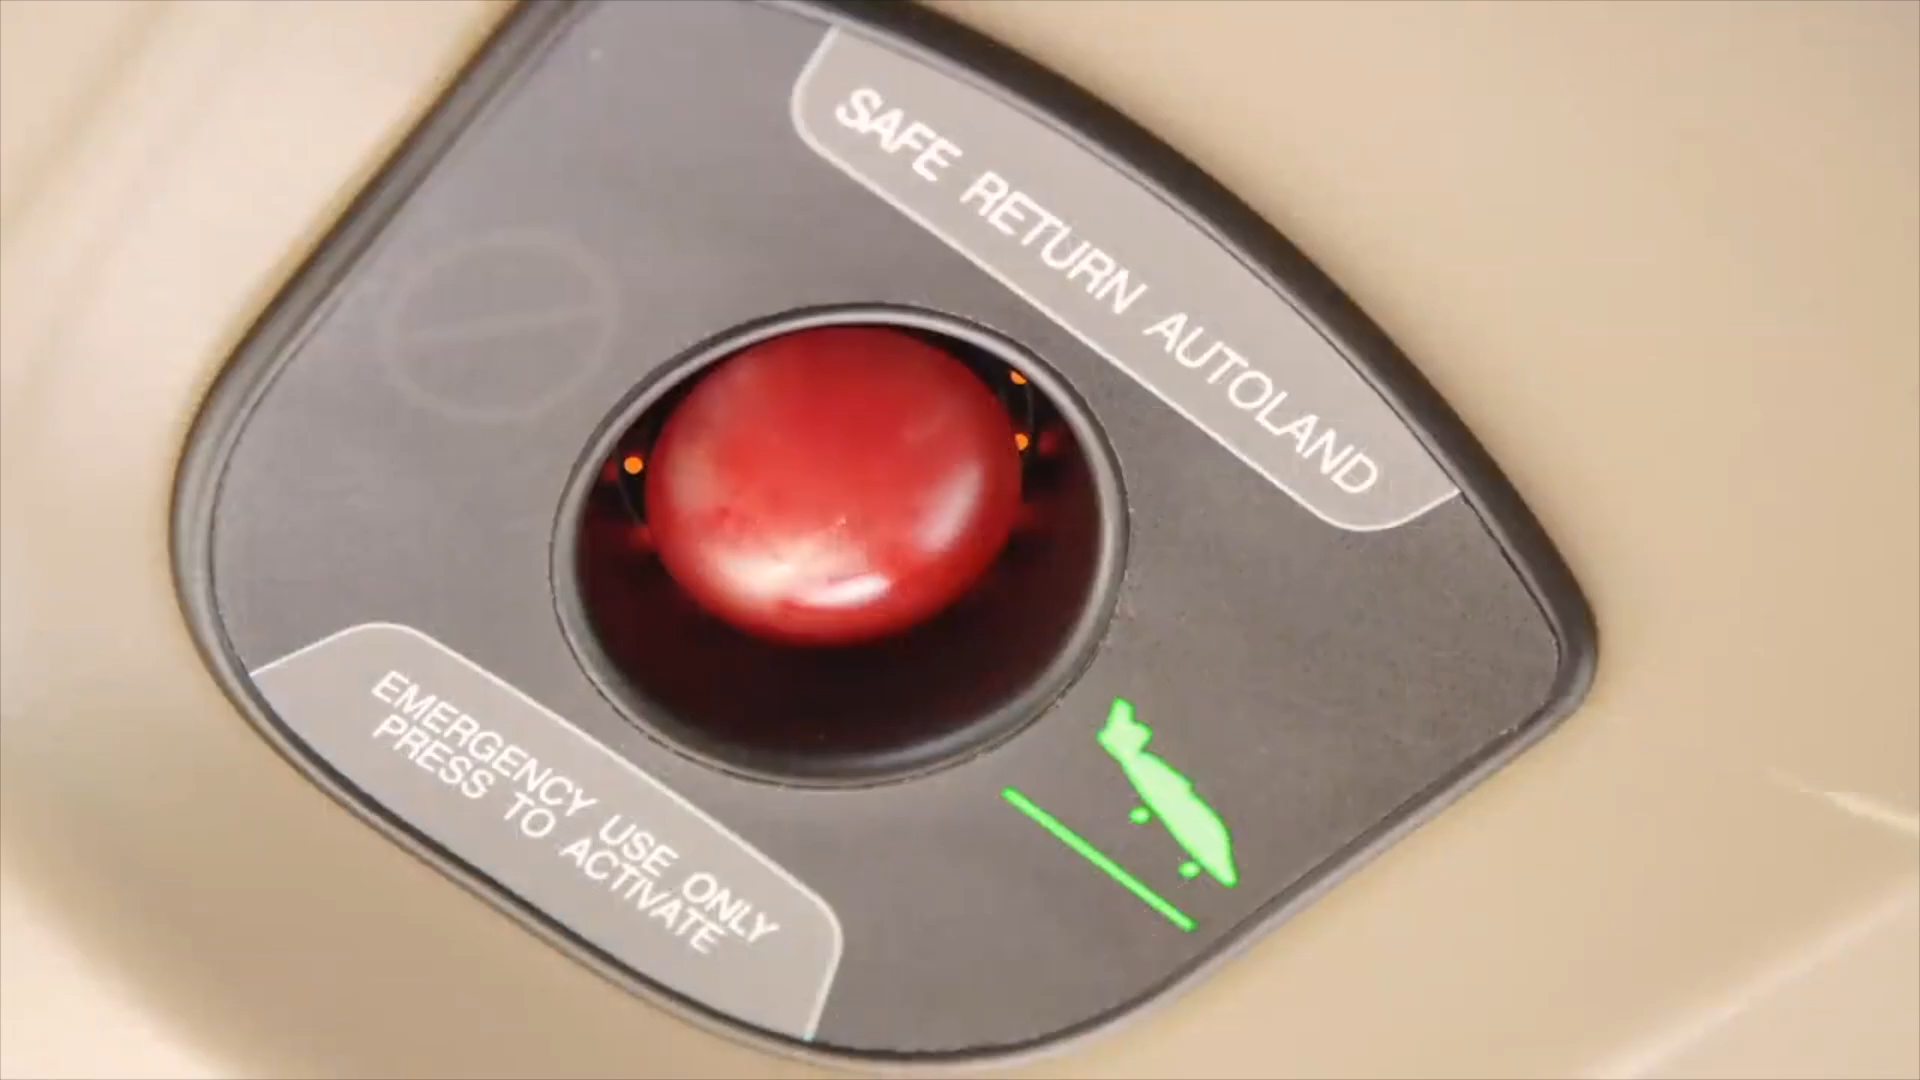 SAFE RETURN AUTOLAND
EMERGENCY USE ONLY
PRESS TO ACTIVATE